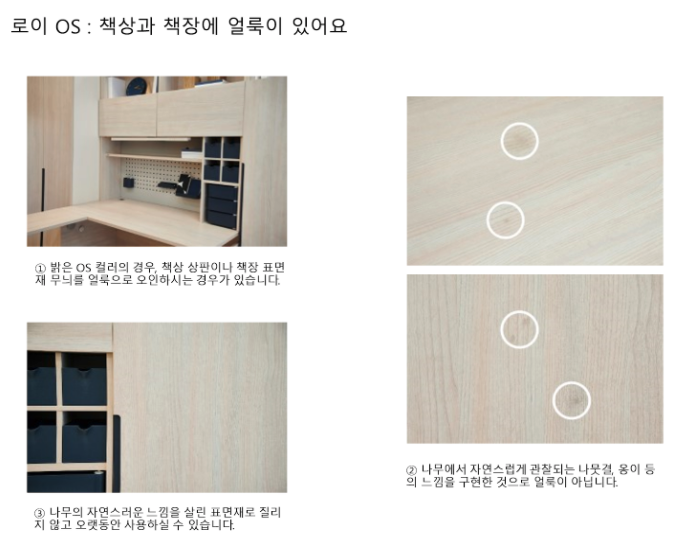 로이 OS : 책상과 책장에 얼룩이 있어요
① 밝은 OS 컬러의 경우, 책상 상판이나 책장 표면
재 무늬를 얼룩으로 오인하시는 경우가 있습니다.
② 나무에서 자연스럽게 관찰되는 나뭇결, 옹이 등
의 느낌을 구현한 것으로 얼룩이 아닙니다.
③ 나무의 자연스러운 느낌을 살린 표면재로 질리
지 않고 오랫동안 사용하실 수 있습니다.